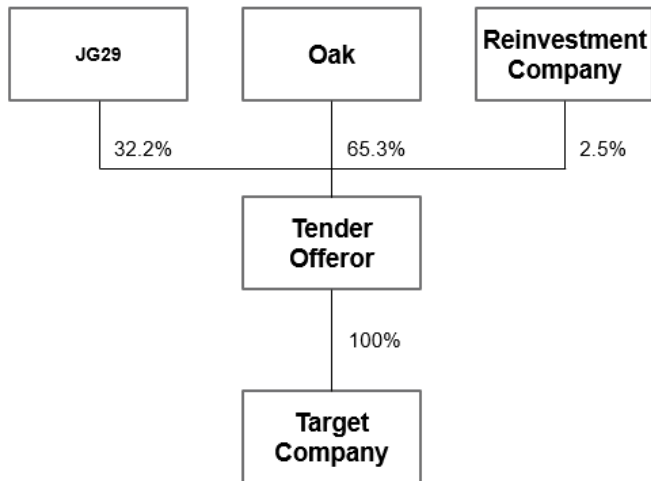 JG29
Oak
Reinvestment
Company
32.2%
65.3%
2.5%
Tender
Offeror
100%
Target
Company